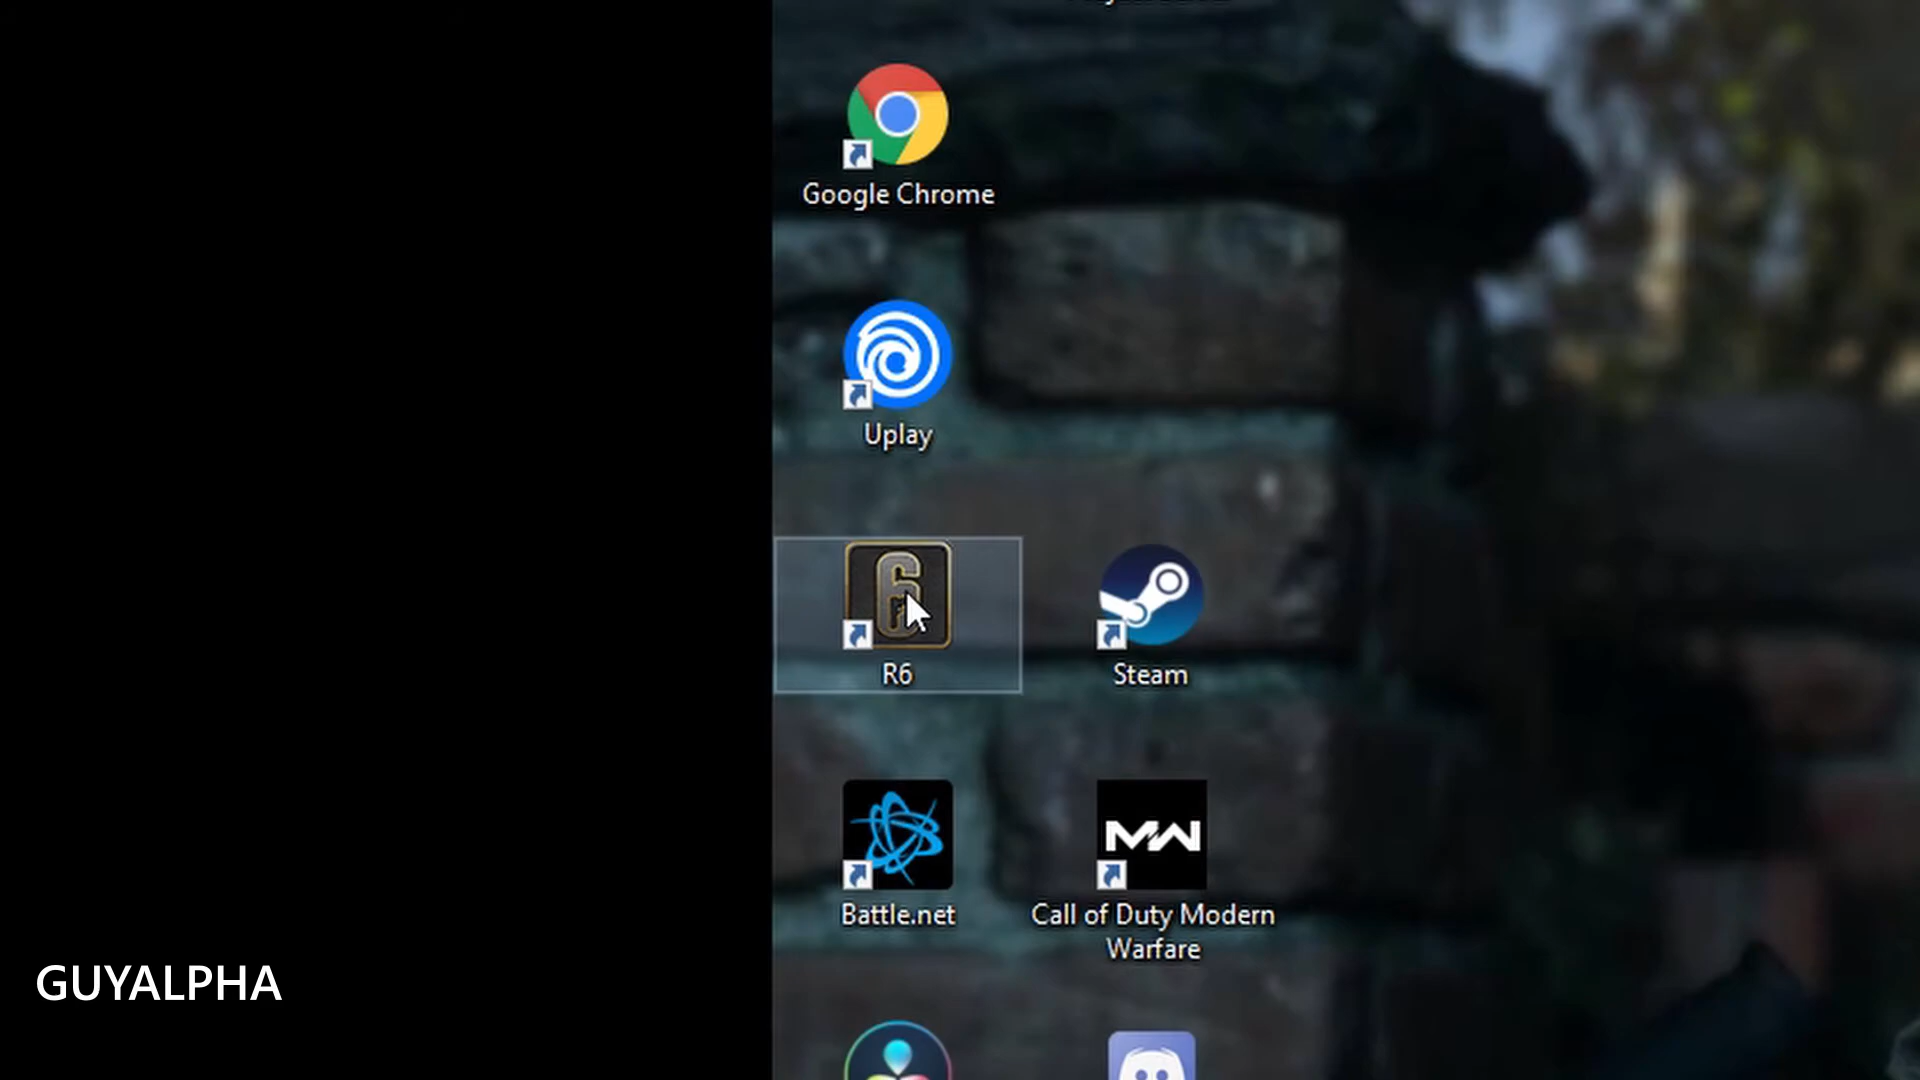 Google Chrome
Uplay
R6
Steam
Battle.net
Call of Duty Modern
Warfare
GUYALPHA